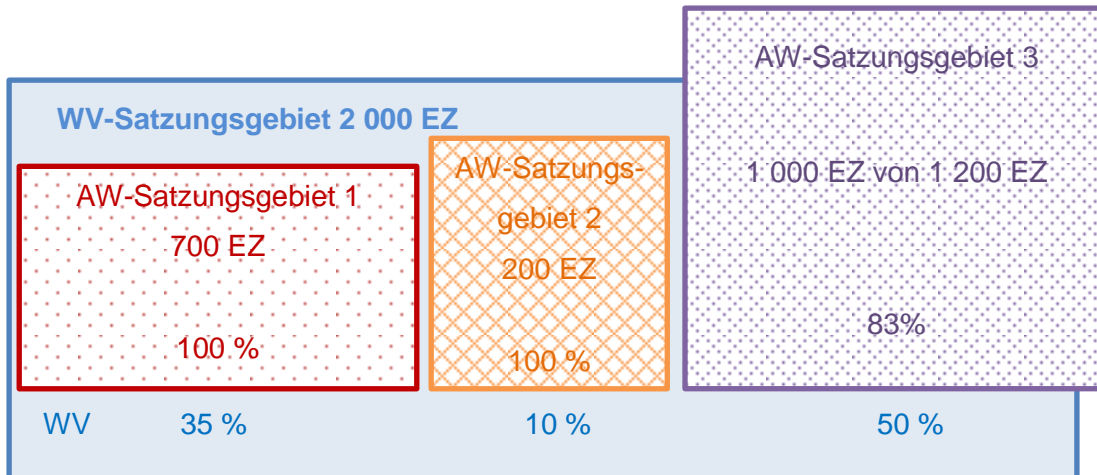 WV-Satzungsgebiet 2 000 EZ
AW-Satzungsgebiet 1
700 EZ
100 %
AW-Satzungs-
gebiet 2
200 EZ
100 %
AW-Satzungsgebiet 3
1 000 EZ von 1 200 EZ
83%
WV 35 % 10 % 50 %